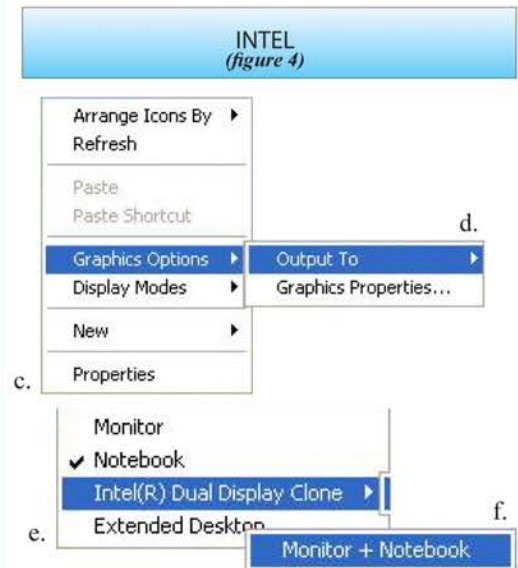 INTEL
(figure 4)
Arrange Icons By
Refresh
Paste
Paste Shortcut
d.
Graphics Options
Output To
Display Modes
Graphics Properties...
New
Properties
c.
Monitor
Notebook
Intel(R) Dual Display Clone
f.
Extended Desktop
e.
Monitor + Notebook